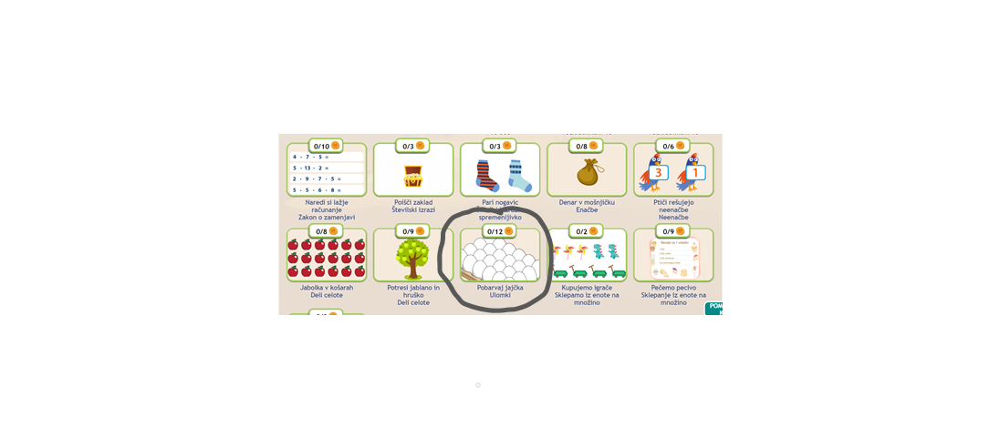 0/10
0/3
0/3
0/8
0/6
4 · 7 · 5 =
5 · 13 · 2 =
2 · 9 · 7 · 5 =
5 · 5 · 6 · 8 =
3
1
Naredi si lažje
računanje
Zakon o zamenjavi
Poišči zaklad
Številski izrazi
Pari nogavic
spremenljivko
Denar v mošnjičku
Enačbe
Ptiči rešujejo
neenačbe
Neenačbe
0/8
0/9
0/12
0/2
0/9
Jabolka v košarah
Deli celote
Potresi jablano in
hruško
Deli celote
Pobarvaj jajčka
Ulomki
Kupujemo igrače
Sklepamo iz enote na
množino
Pečemo pecivo
Sklepanje iz enote na
množino